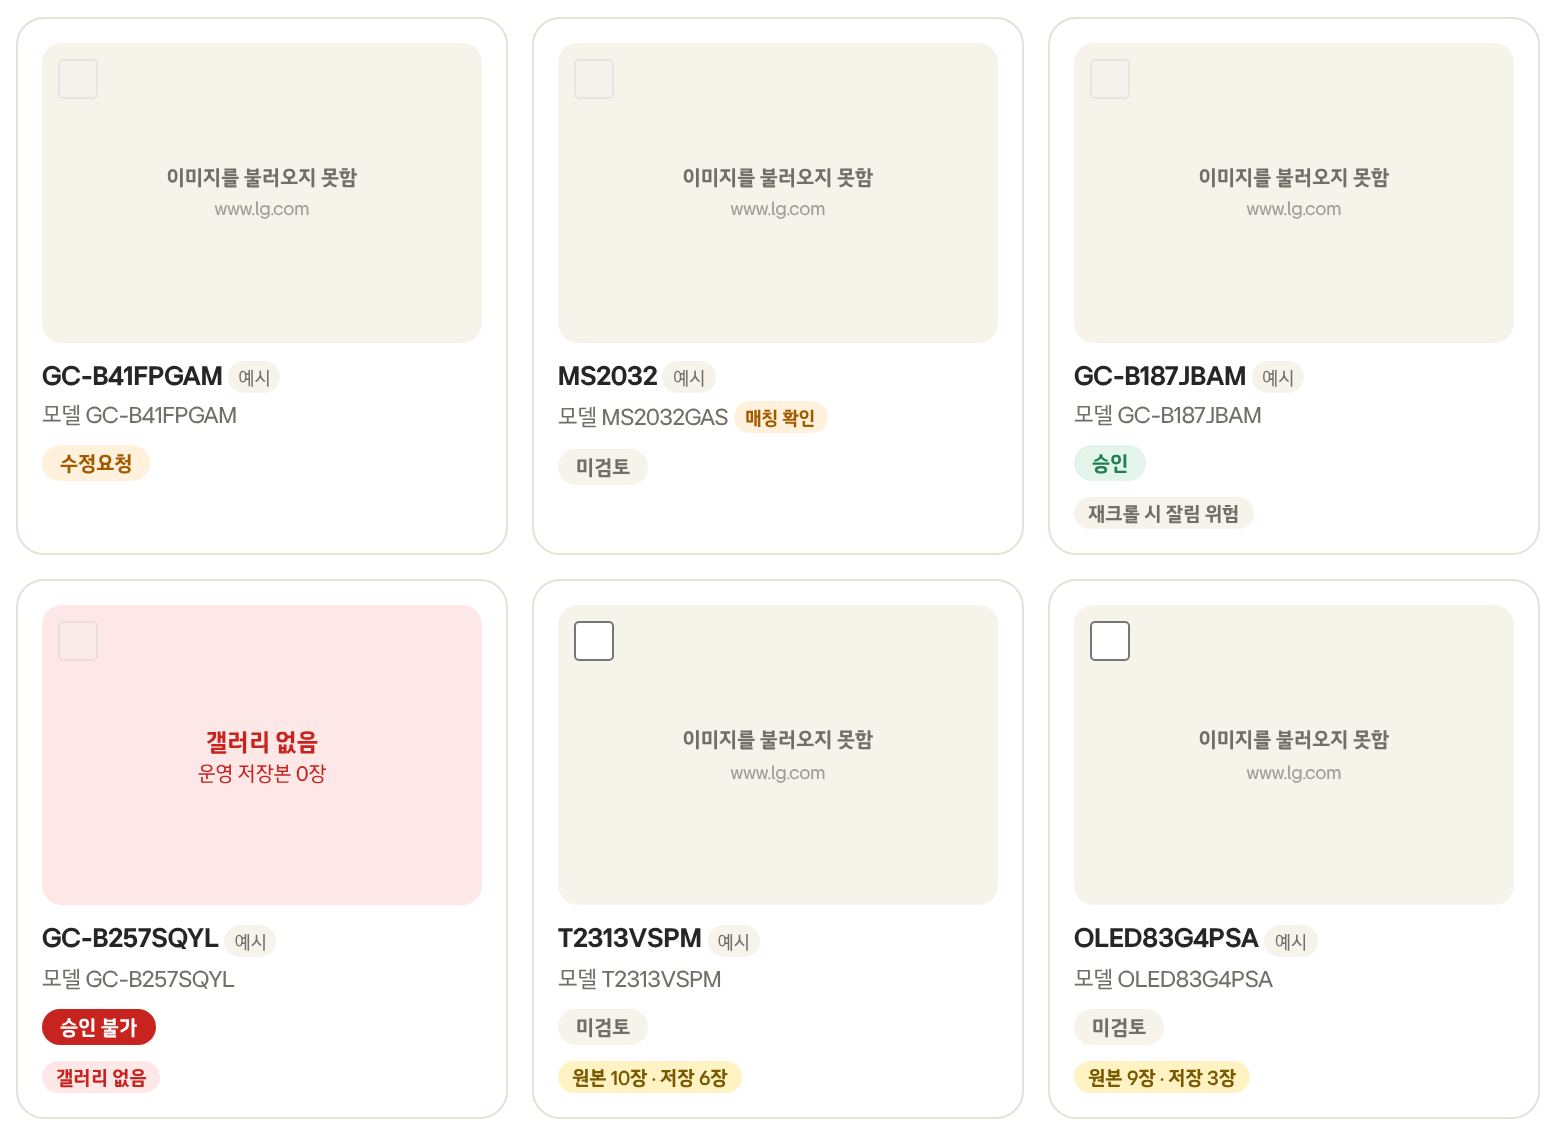 이미지를 불러오지 못함
www.lg.com
GC-B41FPGAM 예시
모델 GC-B41FPGAM
수정요청
이미지를 불러오지 못함
www.lg.com
MS2032 예시
모델 MS2032GAS 매칭 확인
미검토
이미지를 불러오지 못함
www.lg.com
GC-B187JBAM 예시
모델 GC-B187JBAM
승인
재크롤 시 잘림 위험
갤러리 없음
운영 저장본 0장
GC-B257SQYL 예시
모델 GC-B257SQYL
승인 불가
갤러리 없음
이미지를 불러오지 못함
www.lg.com
T2313VSPM 예시
모델 T2313VSPM
미검토
원본 10장 · 저장 6장
이미지를 불러오지 못함
www.lg.com
OLED83G4PSA 예시
모델 OLED83G4PSA
미검토
원본 9장 · 저장 3장